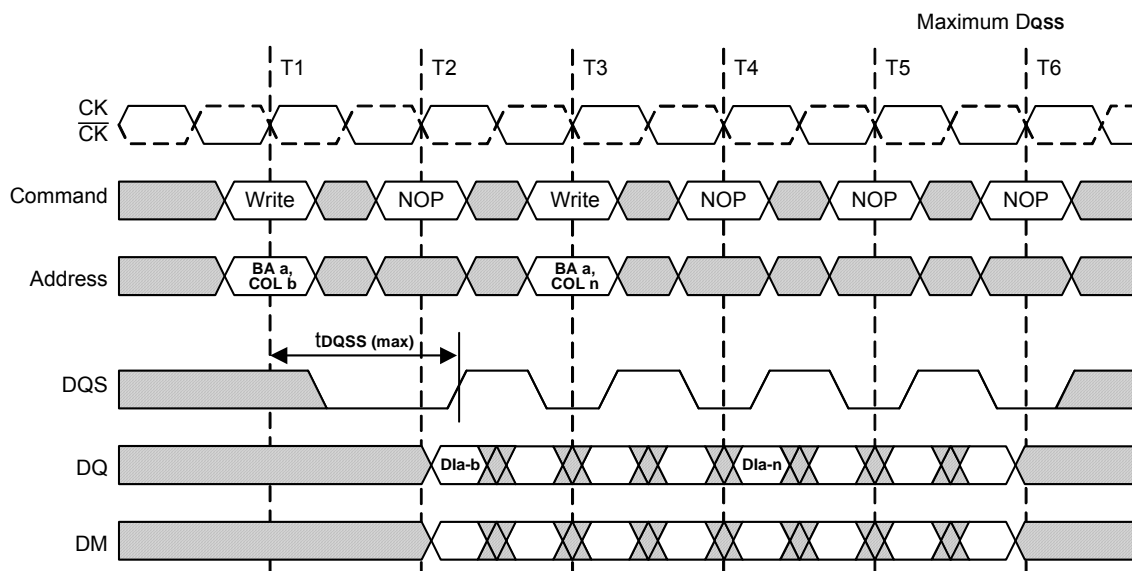 Maximum DQSS
T1 T2 T3 T4 T5 T6
CK
CK
Command Write NOP Write NOP NOP NOP
Address BA a, COL b BA a, COL n
tDQSS (max)
DQS
DQ DIa-b DIa-n
DM